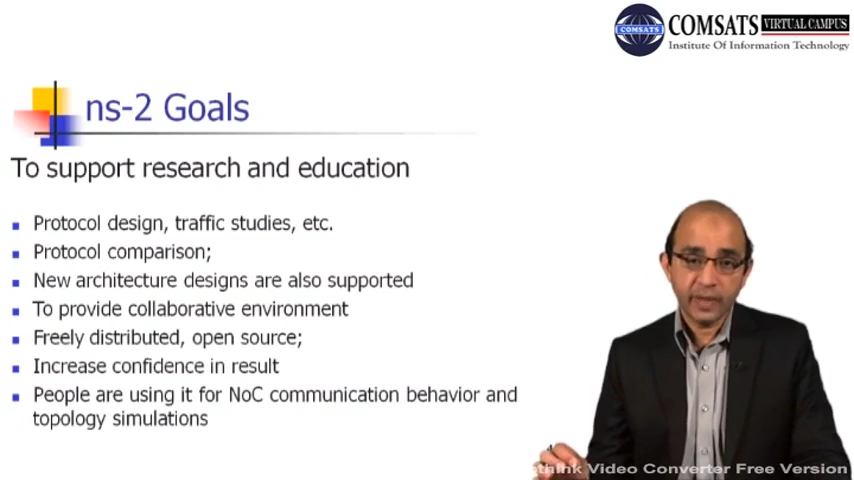 COMSATS
COMSATS VIRTUAL CAMPUS
Institute Of Information Technology
ns-2 Goals
To support research and education
Protocol design, traffic studies, etc.
Protocol comparison;
New architecture designs are also supported
To provide collaborative environment
Freely distributed, open source;
Increase confidence in result
People are using it for NoC communication behavior and
topology simulations
Video Converter Free Version